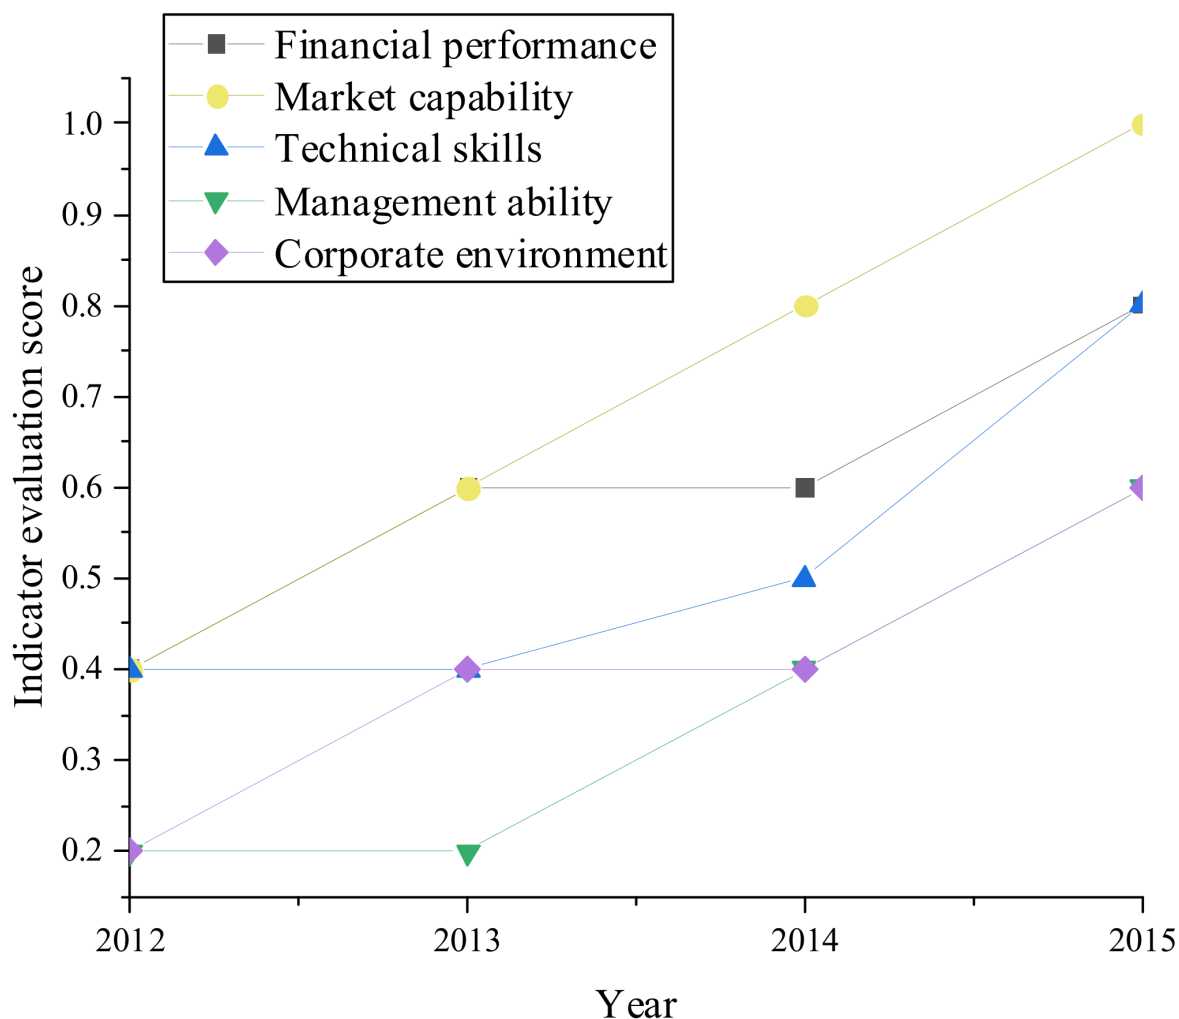 Financial performance
Market capability
Technical skills
Management ability
Corporate environment
Indicator evaluation score
1.0
0.9
0.8
0.7
0.6
0.5
0.4
0.3
0.2
2012 2013 2014 2015
Year